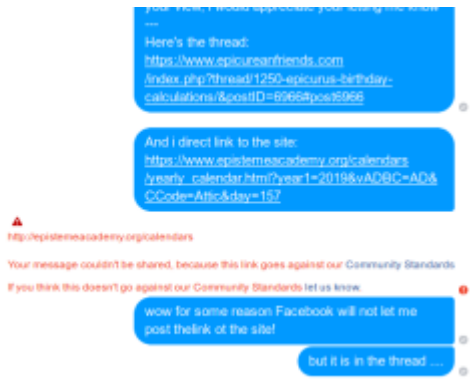 your view, I would appreciate your letting me know
---
Here's the thread:
https://www.epicureanfriends.com
/index.php?thread/1250-epicurus-birthday-
calculations/&postID=6966#post6966
And i direct link to the site:
https://www.epistemeacademy.org/calendars
/yearly_calendar.html?year1=2019&vADBC=AD&
CCode=Attic&day=157
http://epistemeacademy.org/calendars
Your message couldn't be shared, because this link goes against our Community Standards
If you think this doesn't go against our Community Standards let us know.
wow for some reason Facebook will not let me
post thelink ot the site!
but it is in the thread ....